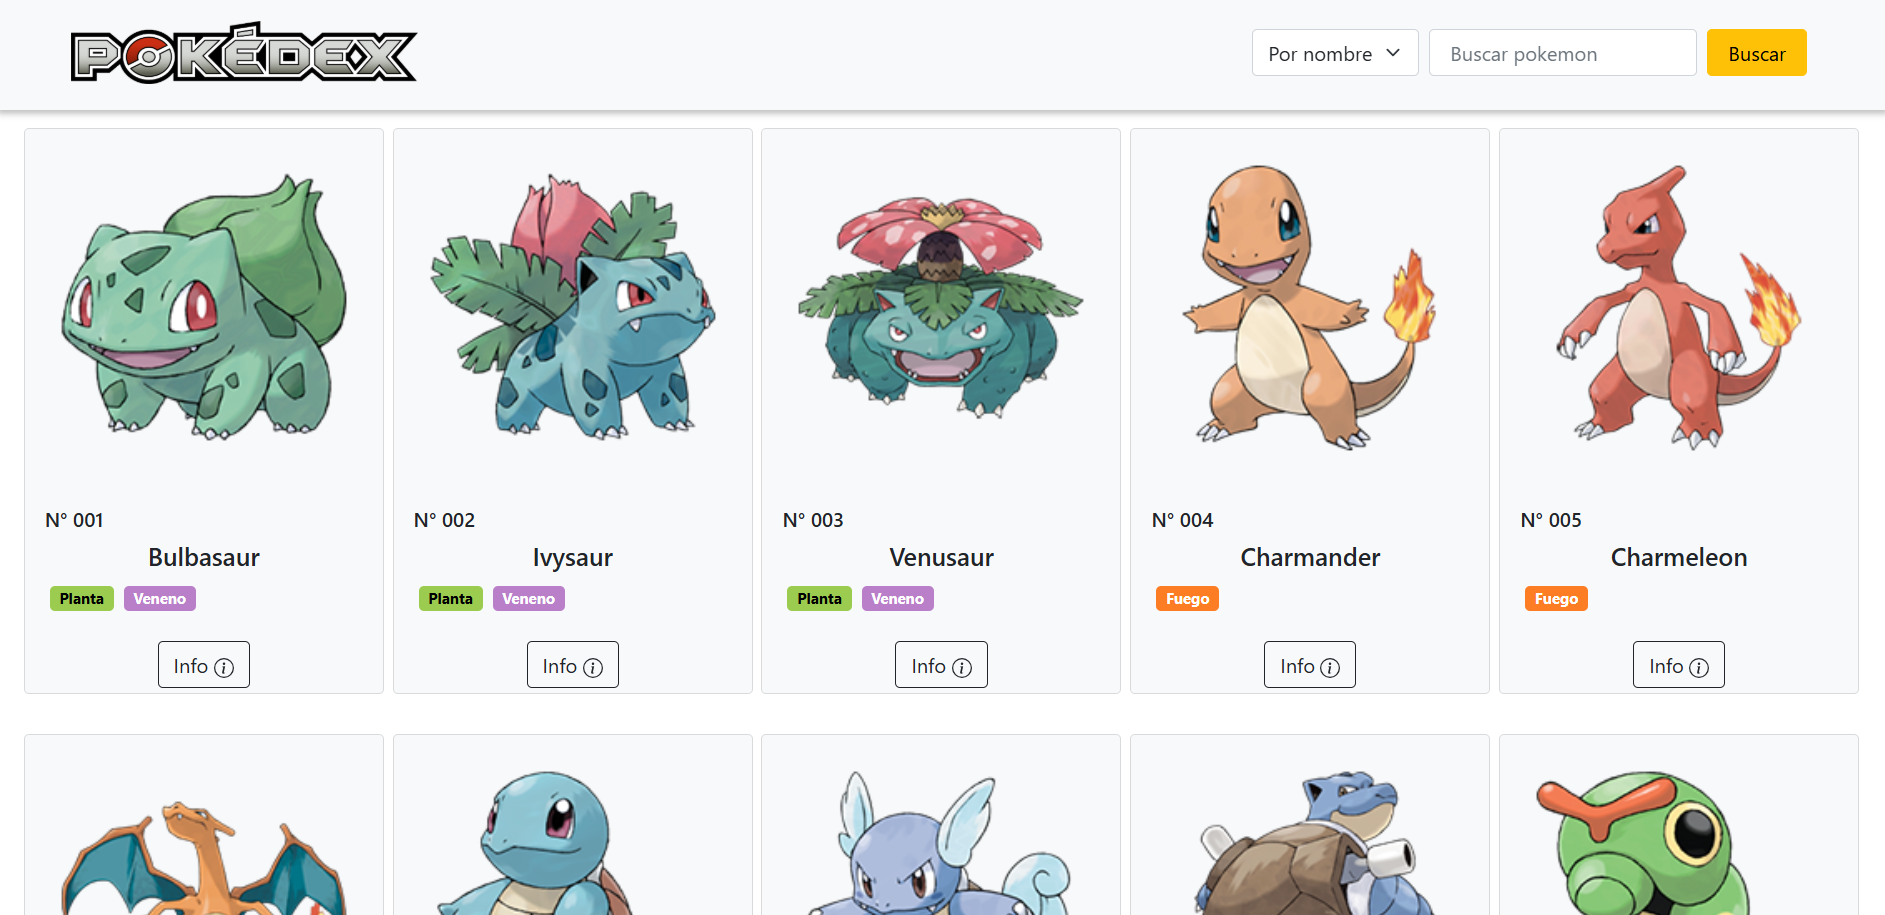 POKÉDEX
Por nombre
Buscar pokemon
Buscar
N° 001
Bulbasaur
Planta Veneno
Info
N° 002
Ivysaur
Planta Veneno
Info
N° 003
Venusaur
Planta Veneno
Info
N° 004
Charmander
Fuego
Info
N° 005
Charmeleon
Fuego
Info